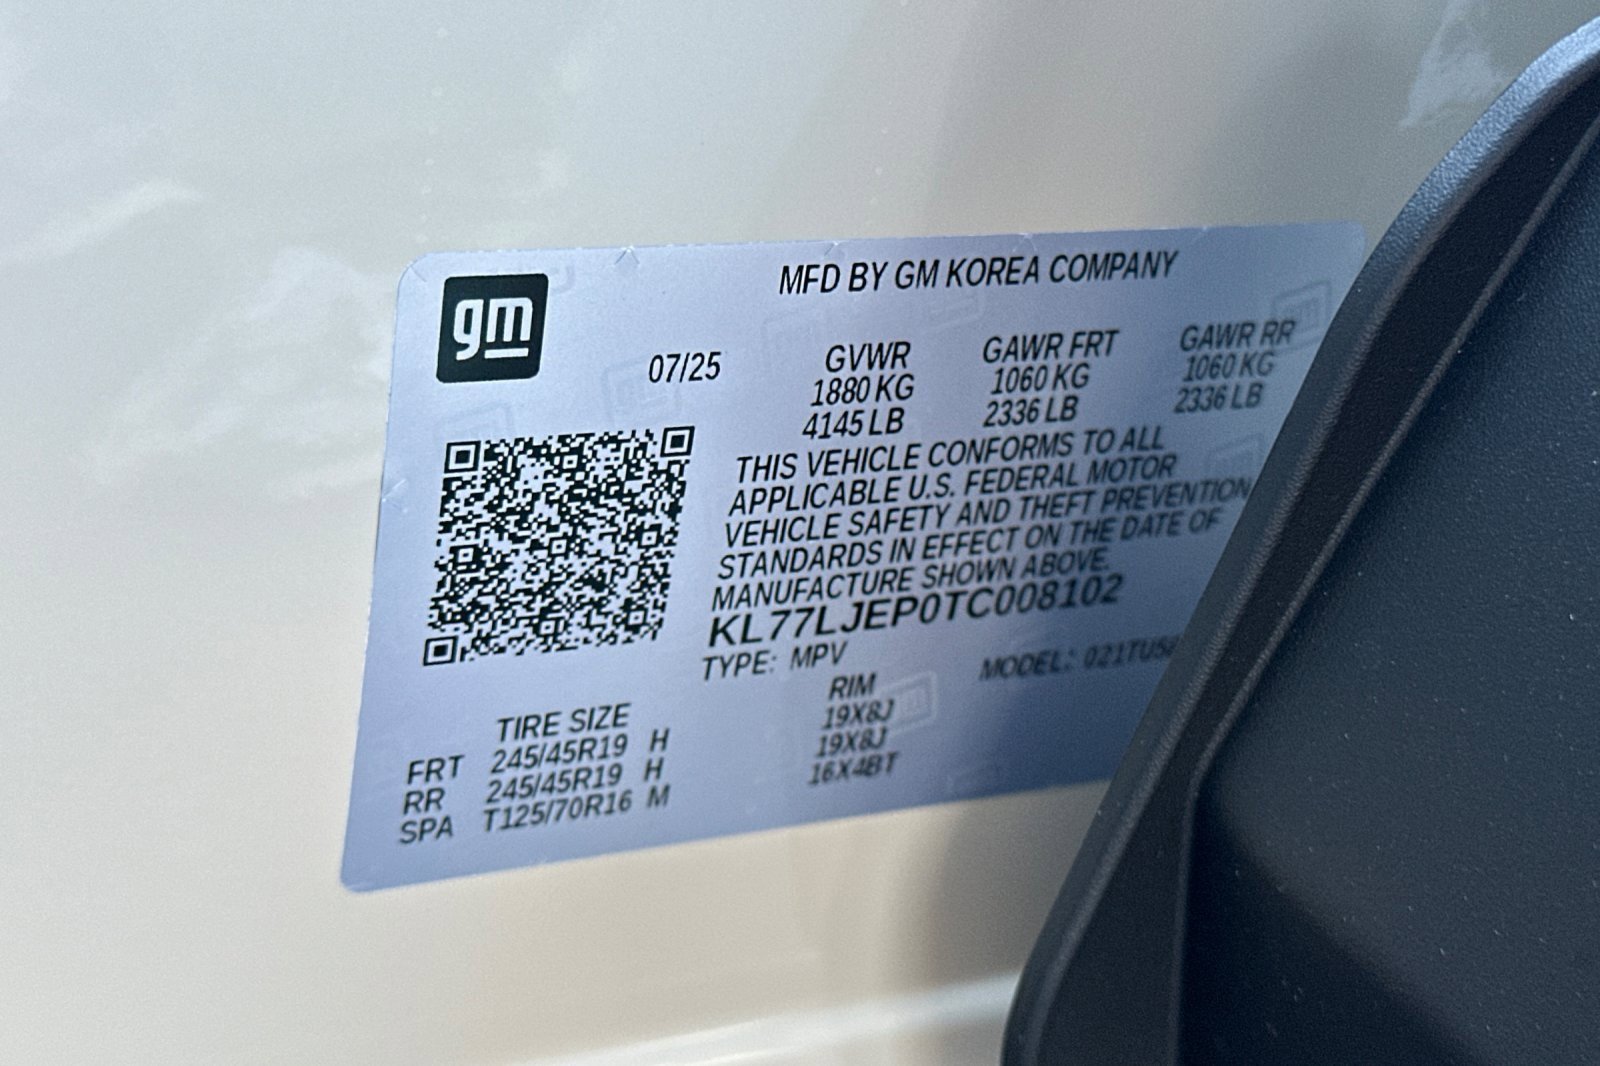 gm
MFD BY GM KOREA COMPANY
07/25
GVWR GAWR FRT GAWR RR
1880 KG 1060 KG 1060 KG
4145 LB 2336 LB 2336 LB
THIS VEHICLE CONFORMS TO ALL
APPLICABLE U.S. FEDERAL MOTOR
VEHICLE SAFETY AND THEFT PREVENTION
STANDARDS IN EFFECT ON THE DATE OF
MANUFACTURE SHOWN ABOVE.
KL77LJEP0TC008102
TYPE: MPV MODEL:
TIRE SIZE RIM
FRT 245/45R19 H 19X8J
RR 245/45R19 H 19X8J
SPA T125/70R16 M 16X4BT